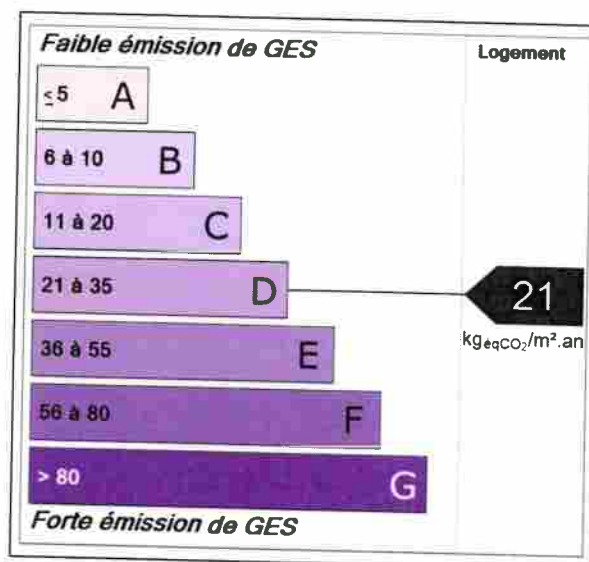 Faible émission de GES
Logement
≤ 5 A
6 à 10 B
11 à 20 C
21 à 35 D
21
kgéqCO₂/m².an
36 à 55 E
56 à 80 F
> 80 G
Forte émission de GES